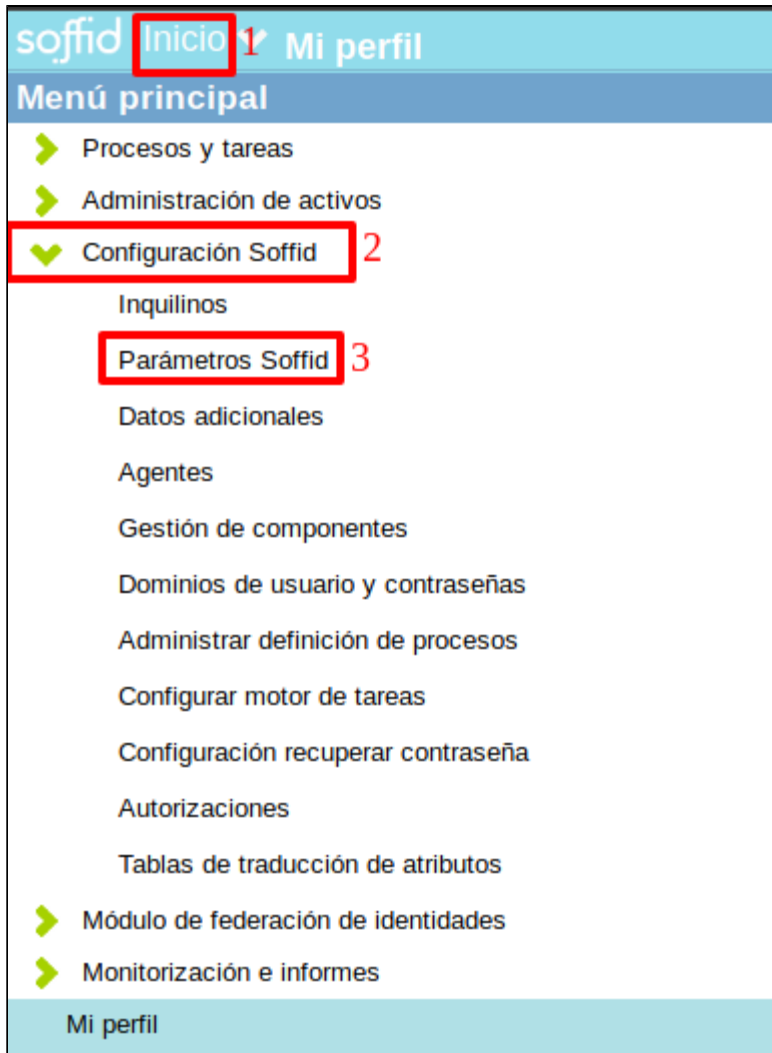 soffid Inicio 1 Mi perfil
Menú principal
Procesos y tareas
Administración de activos
Configuración Soffid 2
Inquilinos
Parámetros Soffid 3
Datos adicionales
Agentes
Gestión de componentes
Dominios de usuario y contraseñas
Administrar definición de procesos
Configurar motor de tareas
Configuración recuperar contraseña
Autorizaciones
Tablas de traducción de atributos
Módulo de federación de identidades
Monitorización e informes
Mi perfil